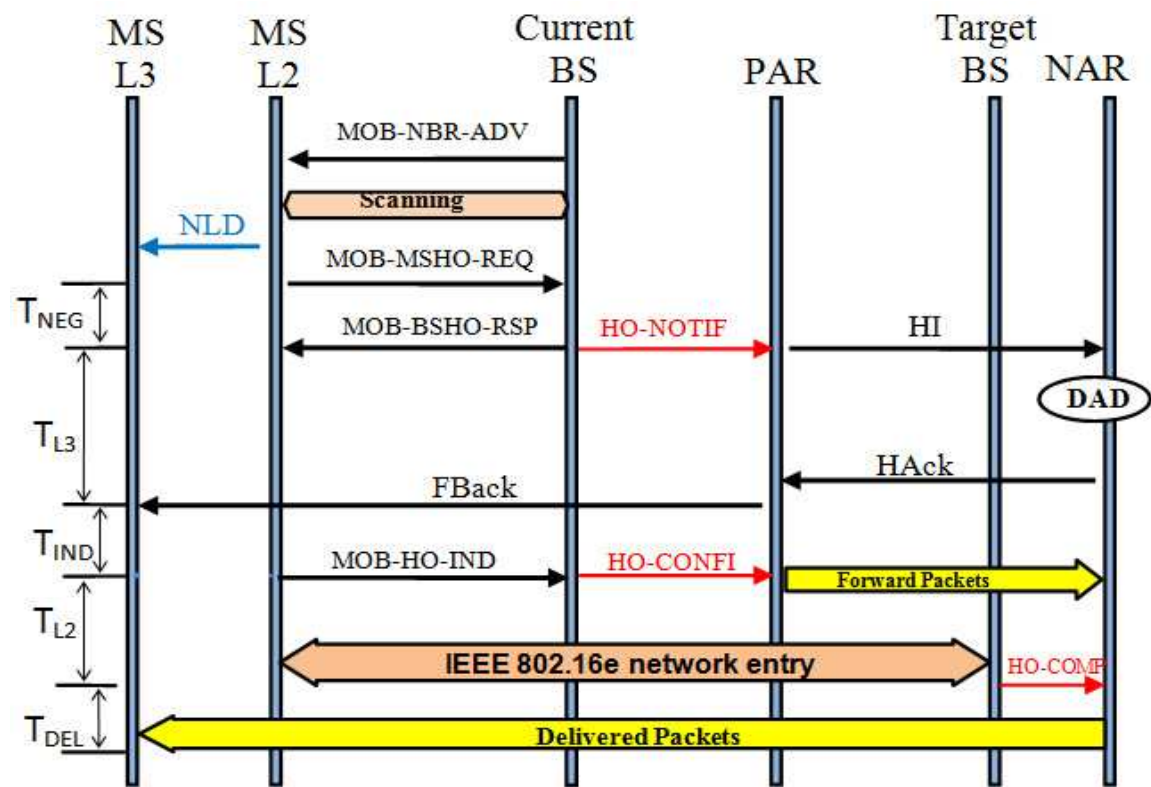 MS
L3
MS
L2
Current
BS
PAR
Target
BS
NAR
MOB-NBR-ADV
Scanning
NLD
MOB-MSHO-REQ
TNEG
MOB-BSHO-RSP
HO-NOTIF
HI
DAD
TL3
HAck
FBack
TIND
MOB-HO-IND
HO-CONFI
Forward Packets
TL2
IEEE 802.16e network entry
HO-COMP
TDEL
Delivered Packets